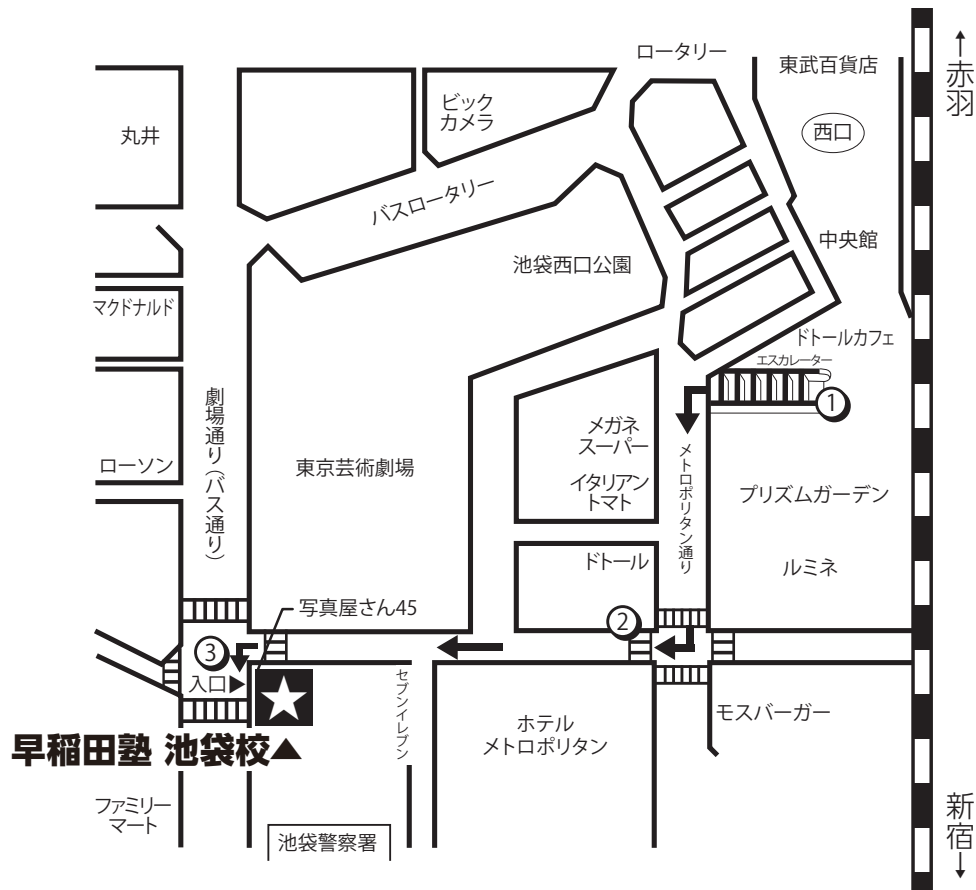 ロータリー
東武百貨店
↑赤羽
ビック
カメラ
丸井
西口
バスロータリー
中央館
池袋西口公園
マクドナルド
ドトールカフェ
エスカレーター
①
劇場通り(バス通り)
メガネ
スーパー
イタリアン
トマト
メトロポリタン通り
ローソン
東京芸術劇場
プリズムガーデン
ドトール
ルミネ
写真屋さん45
②
③
入口▶
セブンイレブン
ホテル
メトロポリタン
モスバーガー
早稲田塾 池袋校▲
ファミリー
マート
池袋警察署
新宿↓